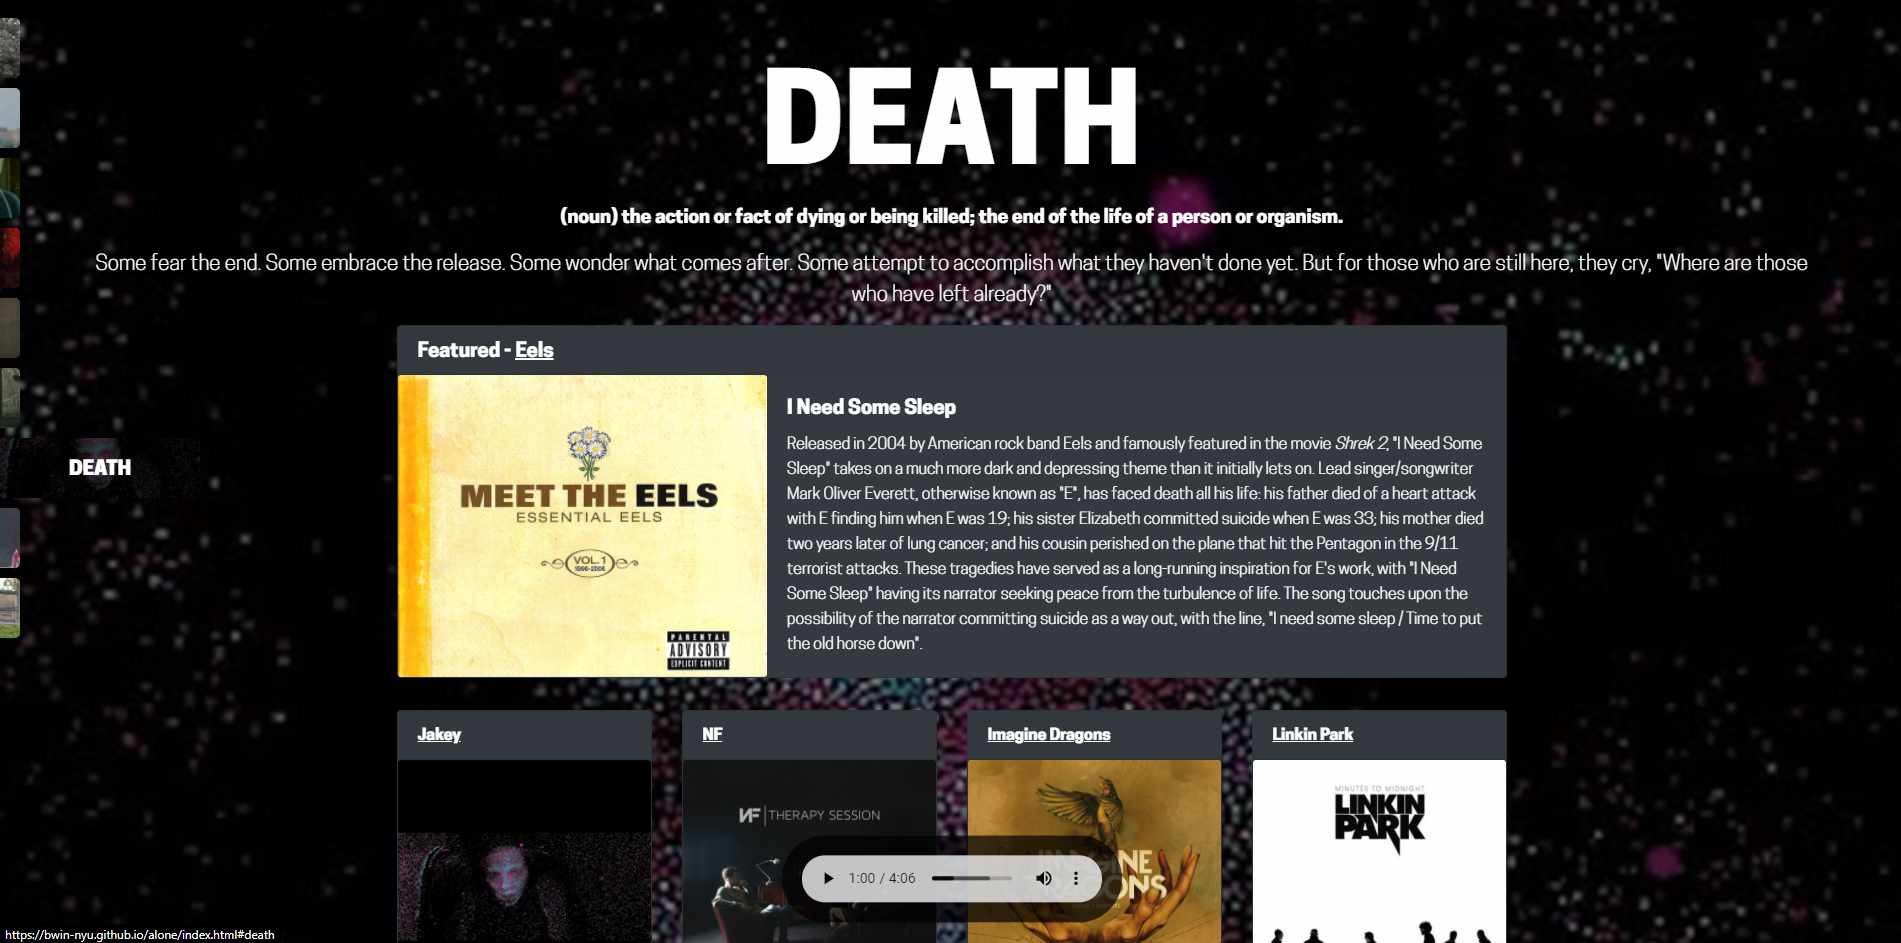 DEATH
(noun) the action or fact of dying or being killed; the end of the life of a person or organism.
Some fear the end. Some embrace the release. Some wonder what comes after. Some attempt to accomplish what they haven't done yet. But for those who are still here, they cry, "Where are those
who have left already?"
Featured - Eels
MEET THE EELS
ESSENTIAL EELS
VOL. 1
1996-2006
PARENTAL
ADVISORY
EXPLICIT CONTENT
I Need Some Sleep
Released in 2004 by American rock band Eels and famously featured in the movie Shrek 2, "I Need Some
Sleep" takes on a much more dark and depressing theme than it initially lets on. Lead singer/songwriter
Mark Oliver Everett, otherwise known as "E", has faced death all his life: his father died of a heart attack
with E finding him when E was 19; his sister Elizabeth committed suicide when E was 33; his mother died
two years later of lung cancer; and his cousin perished on the plane that hit the Pentagon in the 9/11
terrorist attacks. These tragedies have served as a long-running inspiration for E's work, with "I Need
Some Sleep" having its narrator seeking peace from the turbulence of life. The song touches upon the
possibility of the narrator committing suicide as a way out, with the line, "I need some sleep / Time to put
the old horse down".
DEATH
Jakey
NF
NF THERAPY SESSION
Imagine Dragons
IMAGINE
DRAGONS
Linkin Park
MINUTES TO MIDNIGHT
LINKIN
PARK
1:00 / 4:06
https://bwin-nyu.github.io/alone/index.html#death